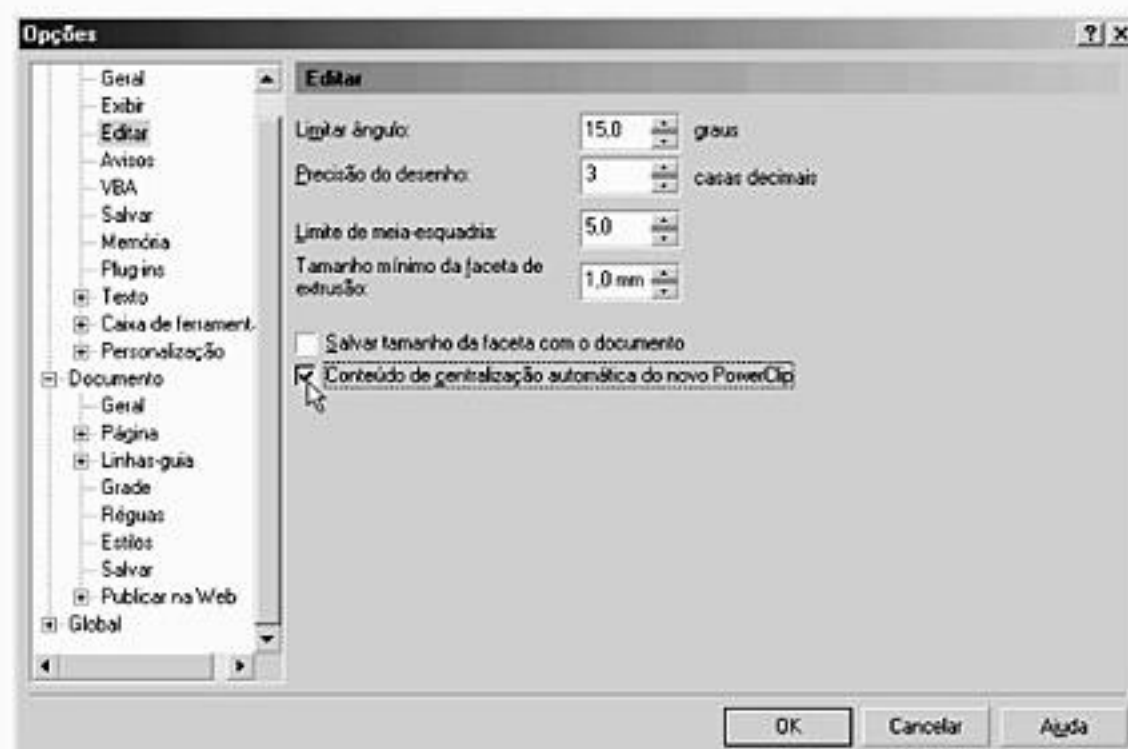 Opções
Geral
Exibir
Editar
Avisos
VBA
Salvar
Memória
Plug-ins
Texto
Caixa de ferrament.
Personalização
Documento
Geral
Página
Linhas-guia
Grade
Réguas
Estilos
Salvar
Publicar na Web
Global
Editar
Limitar ângulo: 15,0 graus
Precisão do desenho: 3 casas decimais
Limite de meia-esquadria: 5,0
Tamanho mínimo da faceta de
extrusão: 1,0 mm
Salvar tamanho da faceta com o documento
Conteúdo de centralização automática do novo PowerClip
OK Cancelar Ajuda